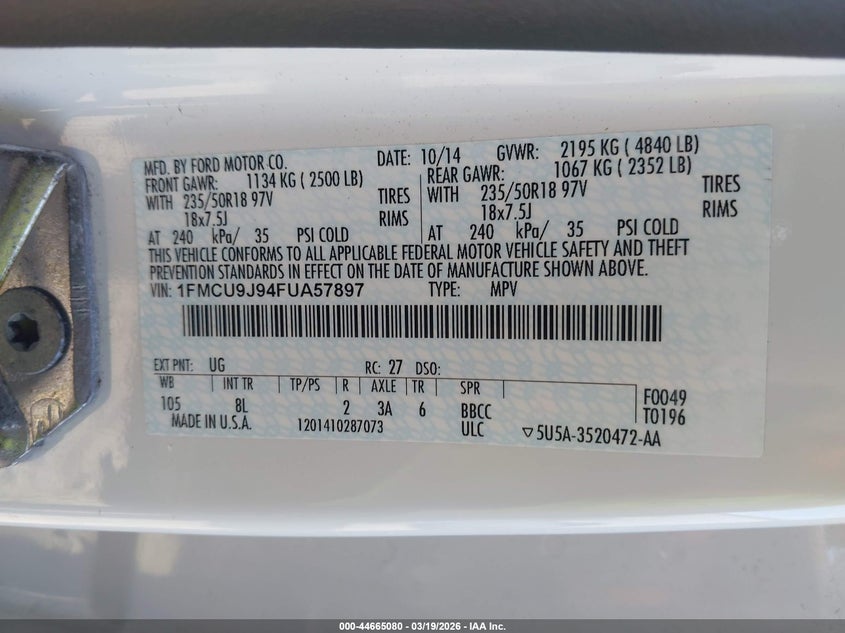 MFD. BY FORD MOTOR CO. DATE: 10/14 GVWR: 2195 KG ( 4840 LB)
FRONT GAWR: 1134 KG ( 2500 LB) REAR GAWR: 1067 KG ( 2352 LB)
WITH 235/50R18 97V TIRES WITH 235/50R18 97V TIRES
18x7.5J RIMS 18x7.5J RIMS
AT 240 kPa/ 35 PSI COLD AT 240 kPa/ 35 PSI COLD
THIS VEHICLE CONFORMS TO ALL APPLICABLE FEDERAL MOTOR VEHICLE SAFETY AND THEFT
PREVENTION STANDARDS IN EFFECT ON THE DATE OF MANUFACTURE SHOWN ABOVE.
VIN: 1FMCU9J94FUA57897 TYPE: MPV
EXT PNT: UG RC: 27 DSO:
WB INT TR TP/PS R AXLE TR SPR F0049
105 8L 2 3A 6 BBCC T0196
MADE IN U.S.A. 1201410287073 ULC ▽5U5A-3520472-AA
000-44665080 | 03/19/2026 | IAA Inc.